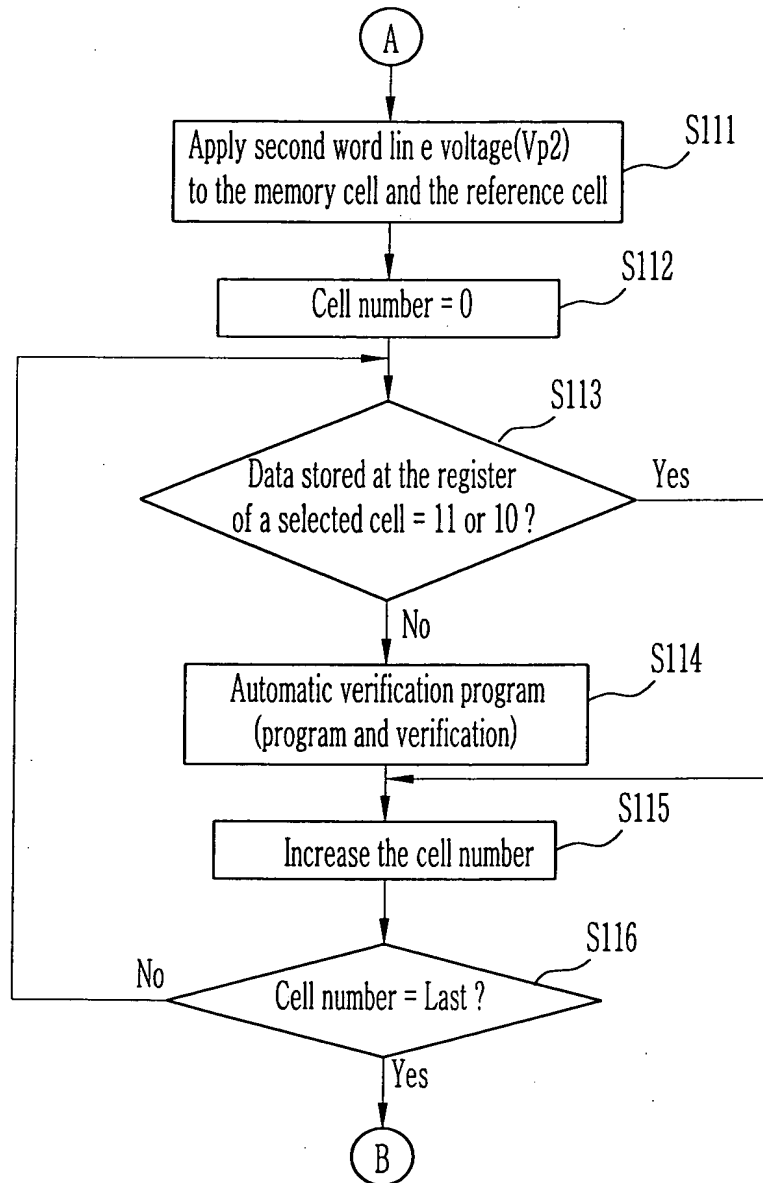 A
S111
Apply second word lin e voltage(Vp2)
to the memory cell and the reference cell
S112
Cell number = 0
S113
Data stored at the register
of a selected cell = 11 or 10 ?
Yes
No
S114
Automatic verification program
(program and verification)
S115
Increase the cell number
S116
No
Cell number = Last ?
Yes
B